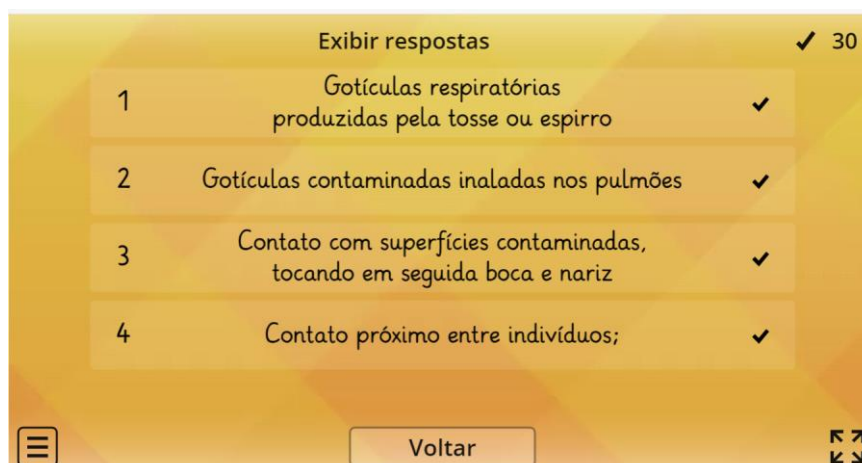 Exibir respostas
✓ 30
1
Gotículas respiratórias
produzidas pela tosse ou espirro
2
Gotículas contaminadas inaladas nos pulmões
3
Contato com superfícies contaminadas,
tocando em seguida boca e nariz
4
Contato próximo entre indivíduos;
Voltar